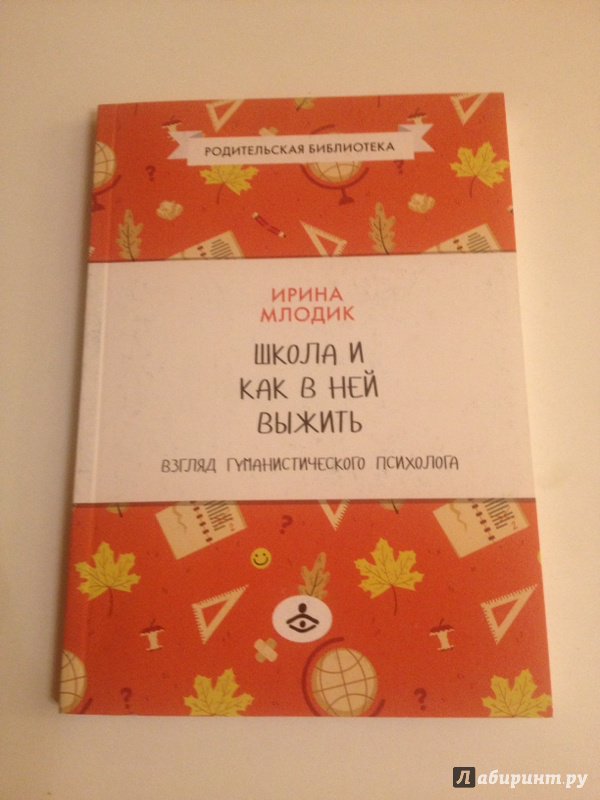 РОДИТЕЛЬСКАЯ БИБЛИОТЕКА
ИРИНА
МЛОДИК
ШКОЛА И
КАК В НЕЙ
ВЫЖИТЬ
ВЗГЛЯД ГУМАНИСТИЧЕСКОГО ПСИХОЛОГА
Лабиринт.ру